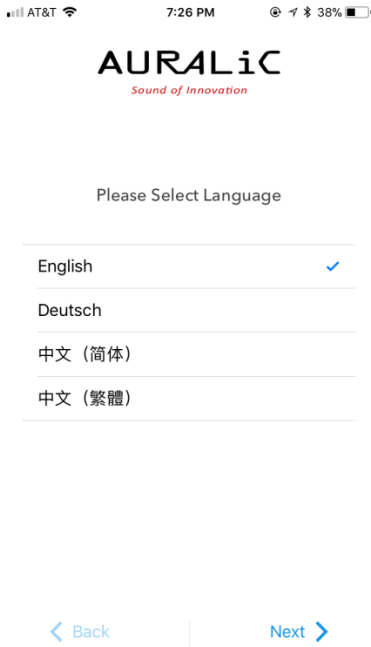 AT&T 7:26 PM 38%
AURALiC
Sound of Innovation
Please Select Language
English
Deutsch
中文（简体）
中文（繁體）
Back Next